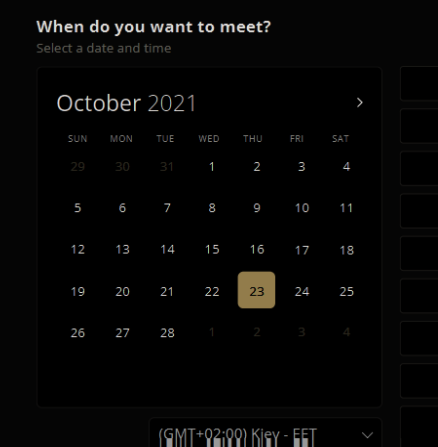 When do you want to meet?
Select a date and time
October 2021
SUN MON TUE WED THU FRI SAT
29 30 31 1 2 3 4
5 6 7 8 9 10 11
12 13 14 15 16 17 18
19 20 21 22 23 24 25
26 27 28 1 2 3 4
(GMT+02:00) Kiev - EET